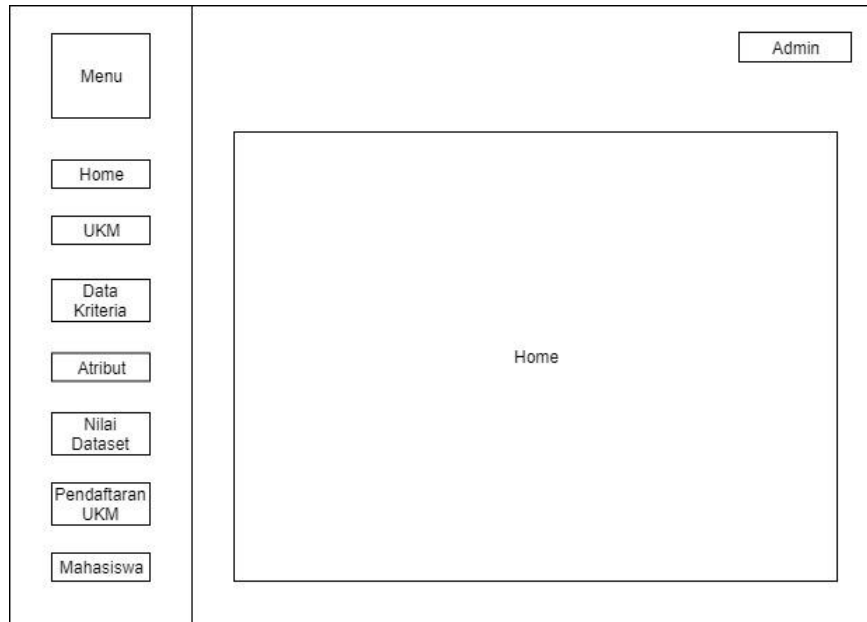 Menu
Home
UKM
Data
Kriteria
Atribut
Nilai
Dataset
Pendaftaran
UKM
Mahasiswa
Admin
Home